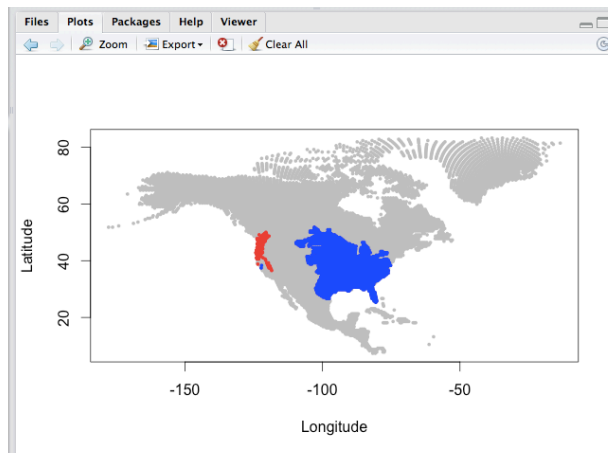 Files Plots Packages Help Viewer
Zoom Export Clear All
80
60
40
20
Latitude
-150 -100 -50
Longitude